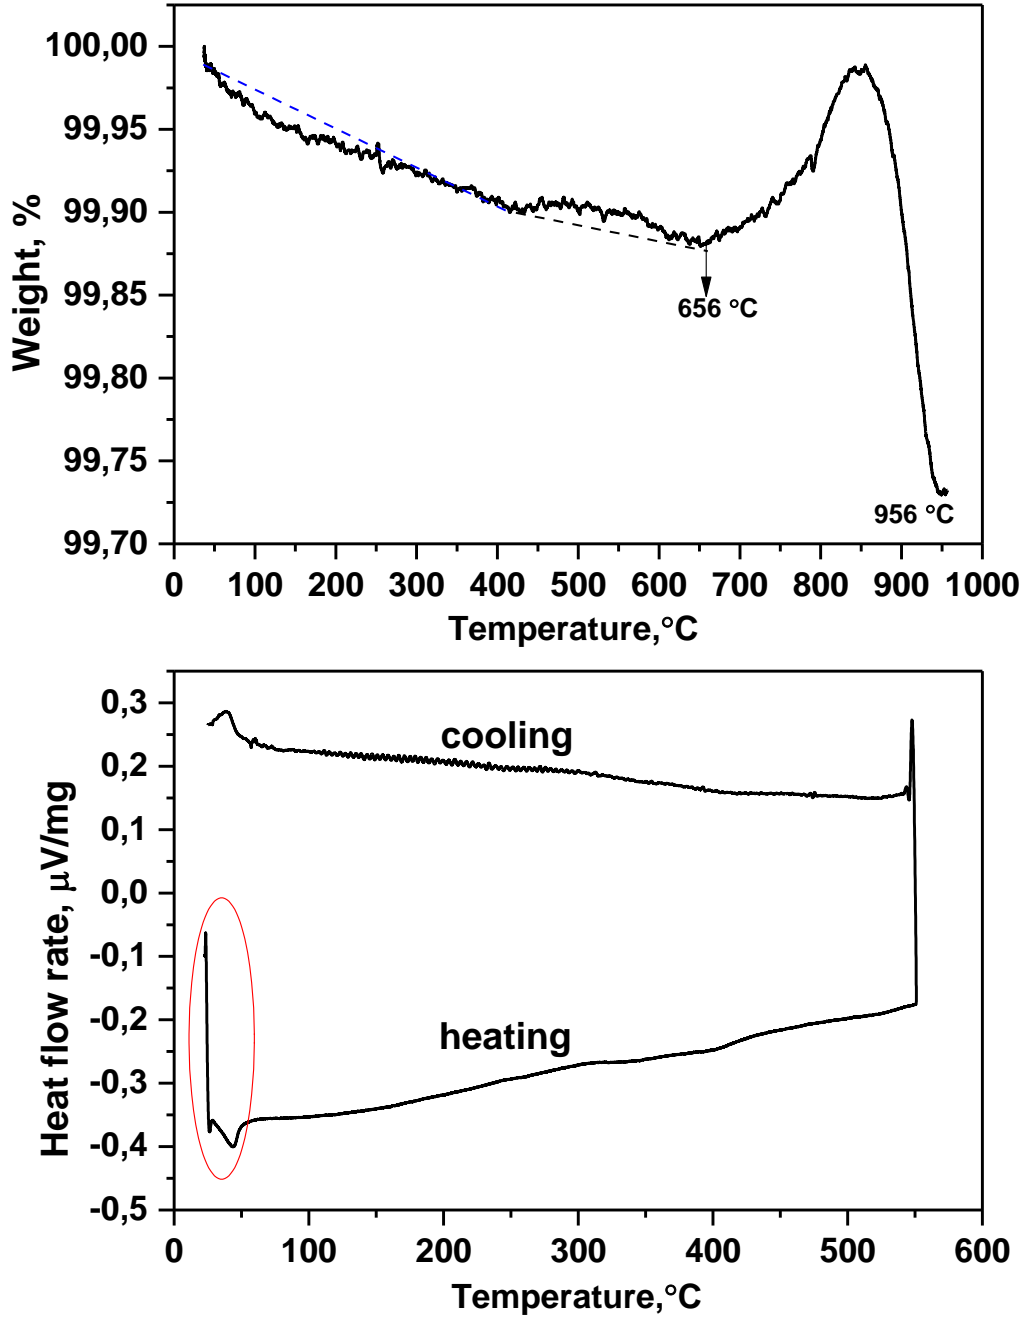 100,00
99,95
99,90
99,85
99,80
99,75
99,70
Weight, %
656 °C
956 °C
0 100 200 300 400 500 600 700 800 900 1000
Temperature,°C
0,3
0,2
0,1
0,0
-0,1
-0,2
-0,3
-0,4
-0,5
Heat flow rate, μV/mg
cooling
heating
0 100 200 300 400 500 600
Temperature,°C